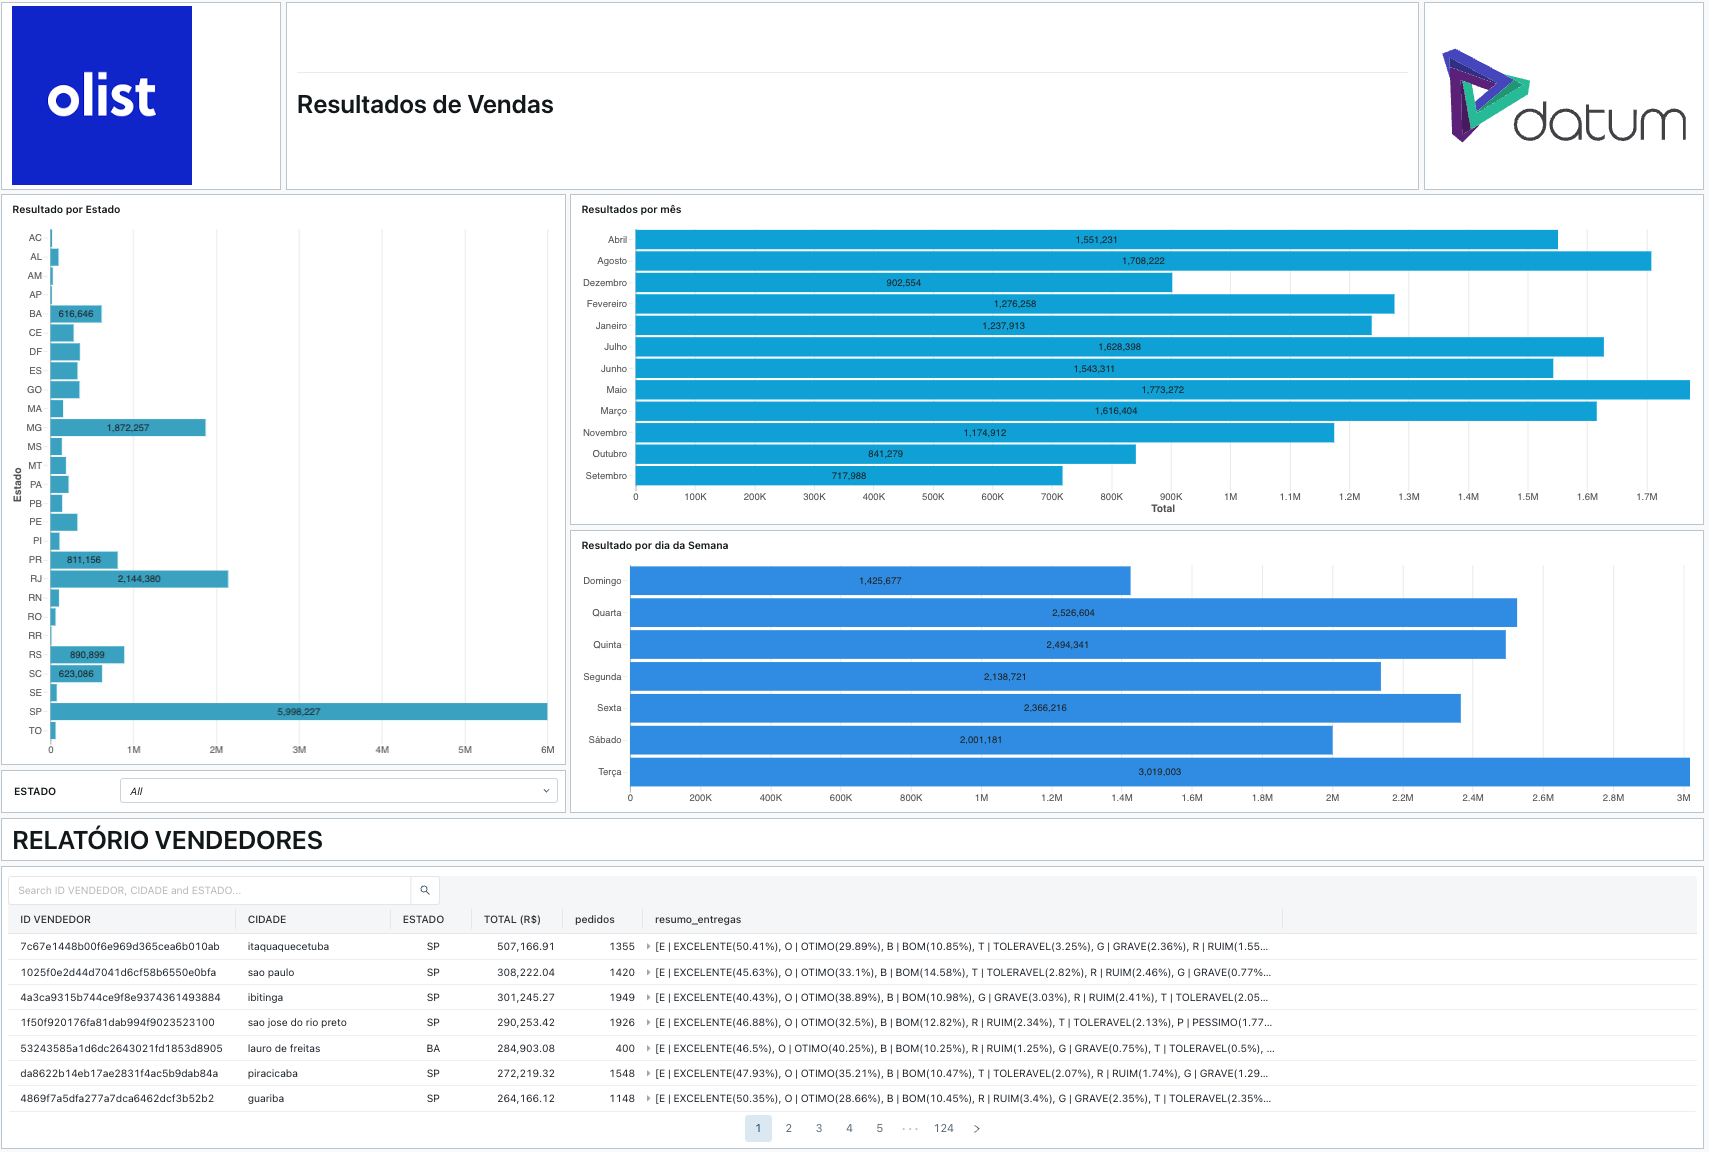 olist
Resultados de Vendas
datum
Resultado por Estado
AC
AL
AM
AP
BA 616,646
CE
DF
ES
GO
MA
MG 1,872,257
MS
MT
PA
PB
PE
PI
PR 811,156
RJ 2,144,380
RN
RO
RR
RS 890,899
SC 623,086
SE
SP 5,998,227
TO
Estado
0 1M 2M 3M 4M 5M 6M
ESTADO All
Resultados por mês
Abril 1,551,231
Agosto 1,708,222
Dezembro 902,554
Fevereiro 1,276,258
Janeiro 1,237,913
Julho 1,628,398
Junho 1,543,311
Maio 1,773,272
Março 1,616,404
Novembro 1,174,912
Outubro 841,279
Setembro 717,988
0 100K 200K 300K 400K 500K 600K 700K 800K 900K 1M 1.1M 1.2M 1.3M 1.4M 1.5M 1.6M 1.7M
Total
Resultado por dia da Semana
Domingo 1,425,677
Quarta 2,526,604
Quinta 2,494,341
Segunda 2,138,721
Sexta 2,366,216
Sábado 2,001,181
Terça 3,019,003
0 200K 400K 600K 800K 1M 1.2M 1.4M 1.6M 1.8M 2M 2.2M 2.4M 2.6M 2.8M 3M
RELATÓRIO VENDEDORES
Search ID VENDEDOR, CIDADE and ESTADO...
ID VENDEDOR CIDADE ESTADO TOTAL (R$) pedidos resumo_entregas
7c67e1448b00f6e969d365cea6b010ab itaquaquecetuba SP 507,166.91 1355 [E | EXCELENTE(50.41%), O | OTIMO(29.89%), B | BOM(10.85%), T | TOLERAVEL(3.25%), G | GRAVE(2.36%), R | RUIM(1.55...
1025f0e2d44d7041d6cf58b6550e0bfa sao paulo SP 308,222.04 1420 [E | EXCELENTE(45.63%), O | OTIMO(33.1%), B | BOM(14.58%), T | TOLERAVEL(2.82%), R | RUIM(2.46%), G | GRAVE(0.77%...
4a3ca9315b744ce9f8e9374361493884 ibitinga SP 301,245.27 1949 [E | EXCELENTE(40.43%), O | OTIMO(38.89%), B | BOM(10.98%), G | GRAVE(3.03%), R | RUIM(2.41%), T | TOLERAVEL(2.05...
1f50f920176fa81dab994f9023523100 sao jose do rio preto SP 290,253.42 1926 [E | EXCELENTE(46.88%), O | OTIMO(32.5%), B | BOM(12.82%), R | RUIM(2.34%), T | TOLERAVEL(2.13%), P | PESSIMO(1.77...
53243585a1d6dc2643021fd1853d8905 lauro de freitas BA 284,903.08 400 [E | EXCELENTE(46.5%), O | OTIMO(40.25%), B | BOM(10.25%), R | RUIM(1.25%), G | GRAVE(0.75%), T | TOLERAVEL(0.5%), ...
da8622b14eb17ae2831f4ac5b9dab84a piracicaba SP 272,219.32 1548 [E | EXCELENTE(47.93%), O | OTIMO(35.21%), B | BOM(10.47%), T | TOLERAVEL(2.07%), R | RUIM(1.74%), G | GRAVE(1.29...
4869f7a5dfa277a7dca6462dcf3b52b2 guariba SP 264,166.12 1148 [E | EXCELENTE(50.35%), O | OTIMO(28.66%), B | BOM(10.45%), R | RUIM(3.4%), G | GRAVE(2.35%), T | TOLERAVEL(2.35%...
1 2 3 4 5 ··· 124 >